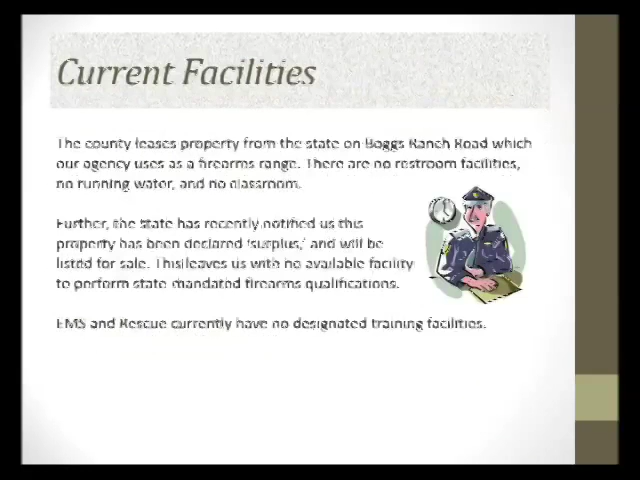 Current Facilities
The county leases property from the state on Boggs Ranch Road which
our agency uses as a firearms range. There are no restroom facilities,
no running water, and no classroom.
Further, the State has recently notified us this
property has been declared ‘surplus,’ and will be
listed for sale. This leaves us with no available facility
to perform state mandated firearms qualifications.
EMS and Rescue currently have no designated training facilities.